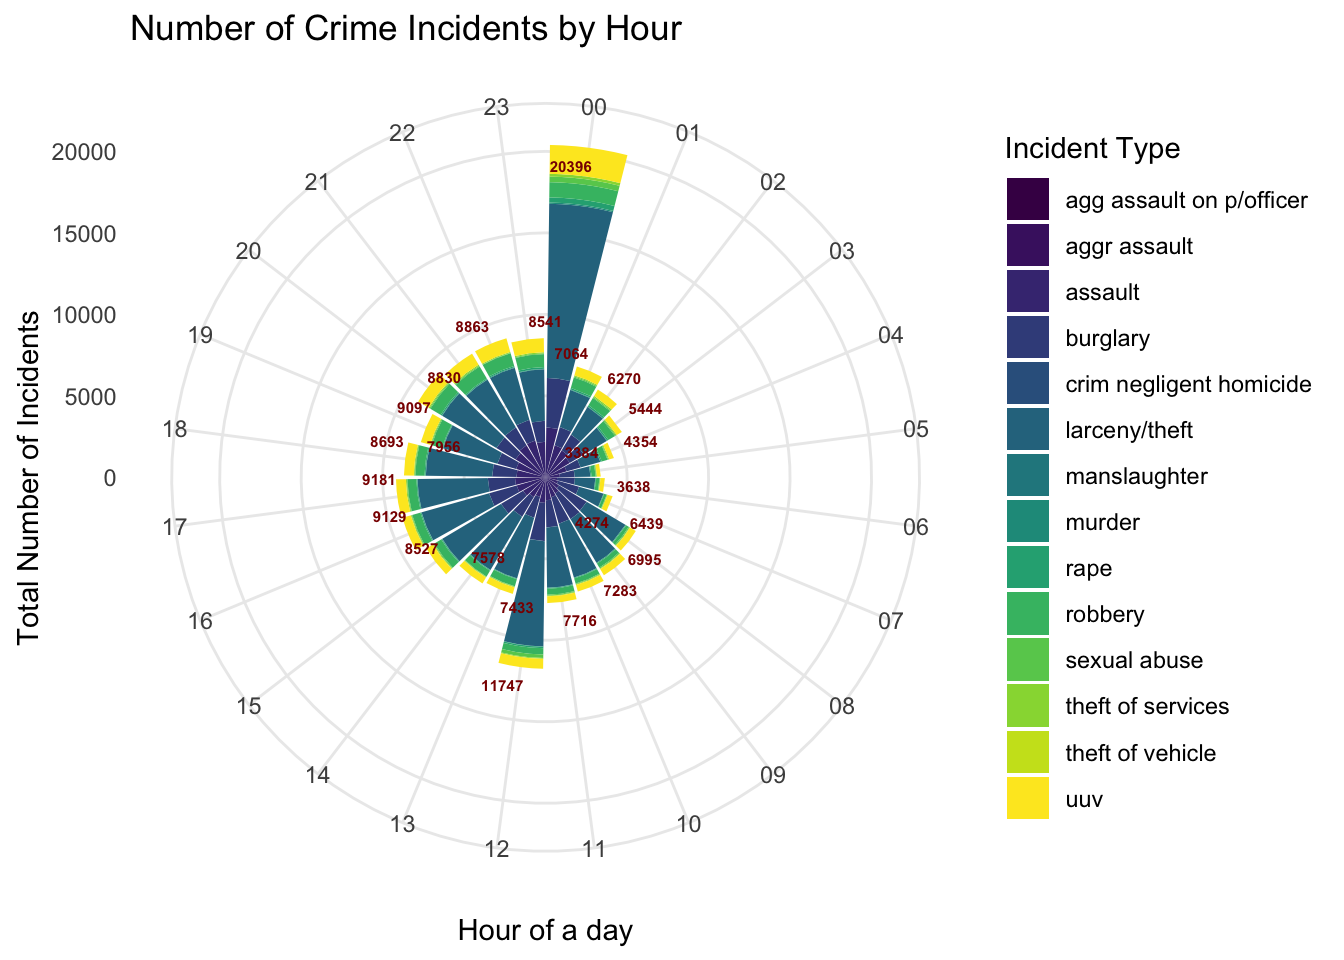 Number of Crime Incidents by Hour
Total Number of Incidents
20000
15000
10000
5000
0
00
01
02
03
04
05
06
07
08
09
10
11
12
13
14
15
16
17
18
19
20
21
22
23
20396
7064
6270
5444
4354
3384
3638
4274
6439
6995
7283
7716
11747
7433
7578
8527
9129
9181
8693
7966
9097
8830
8863
8541
Hour of a day
Incident Type
agg assault on p/officer
aggr assault
assault
burglary
crim negligent homicide
larceny/theft
manslaughter
murder
rape
robbery
sexual abuse
theft of services
theft of vehicle
uuv